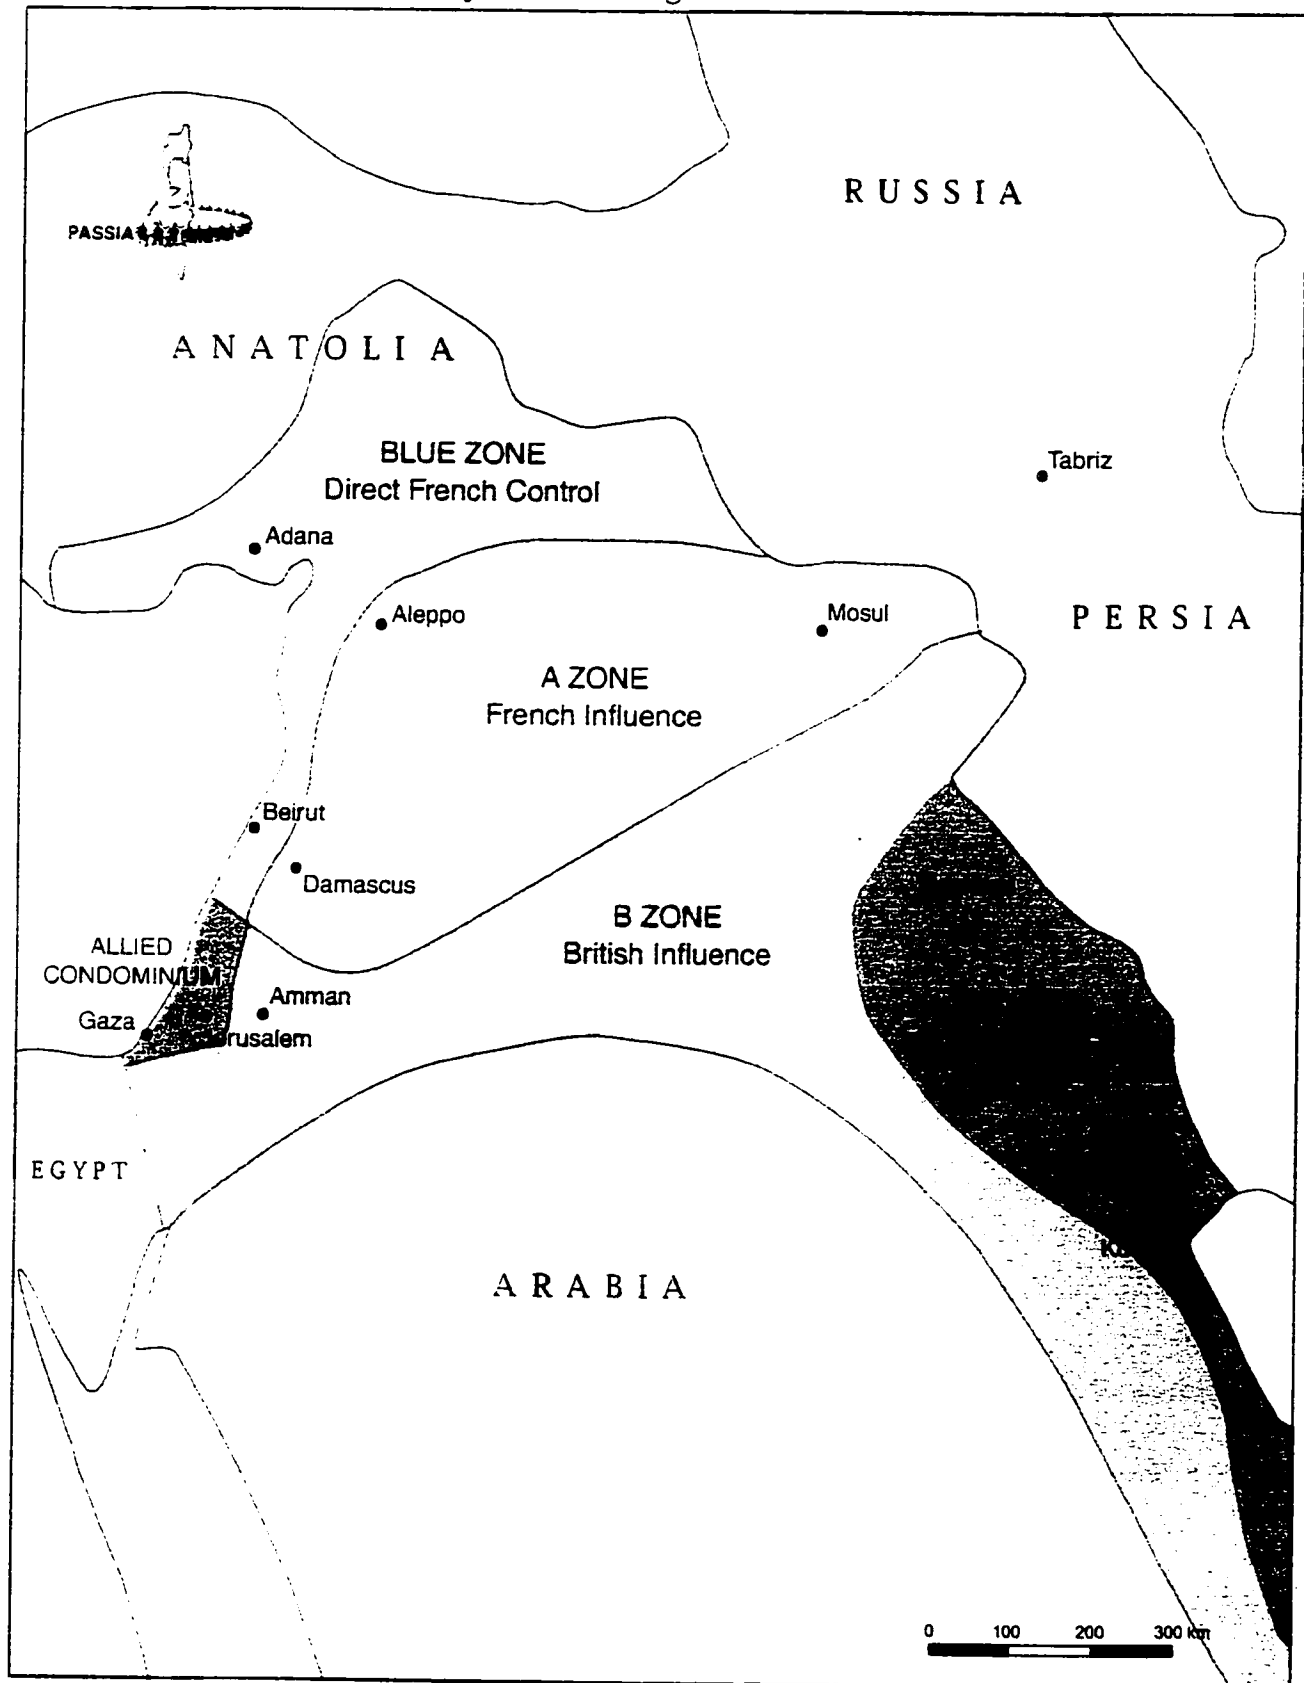 RUSSIA
PASSIA
ANATOLIA
BLUE ZONE
Direct French Control
Tabriz
Adana
Aleppo
Mosul
PERSIA
A ZONE
French Influence
Beirut
Damascus
B ZONE
British Influence
ALLIED
CONDOMINIUM
Amman
Gaza
rusalem
EGYPT
ARABIA
0 100 200 300 Km